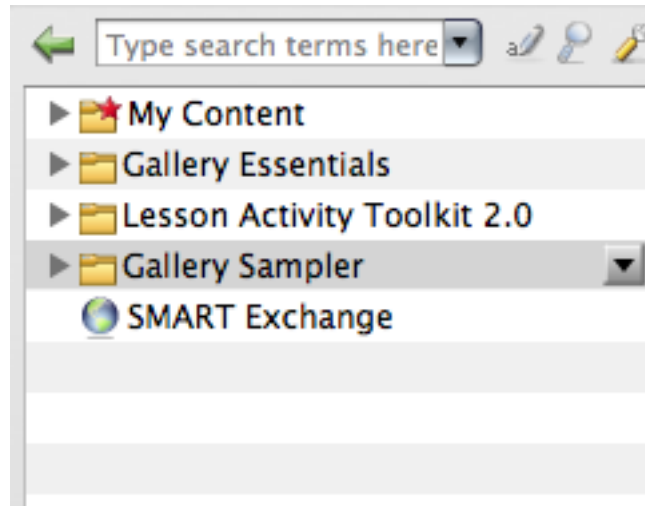 Type search terms here
My Content
Gallery Essentials
Lesson Activity Toolkit 2.0
Gallery Sampler
SMART Exchange